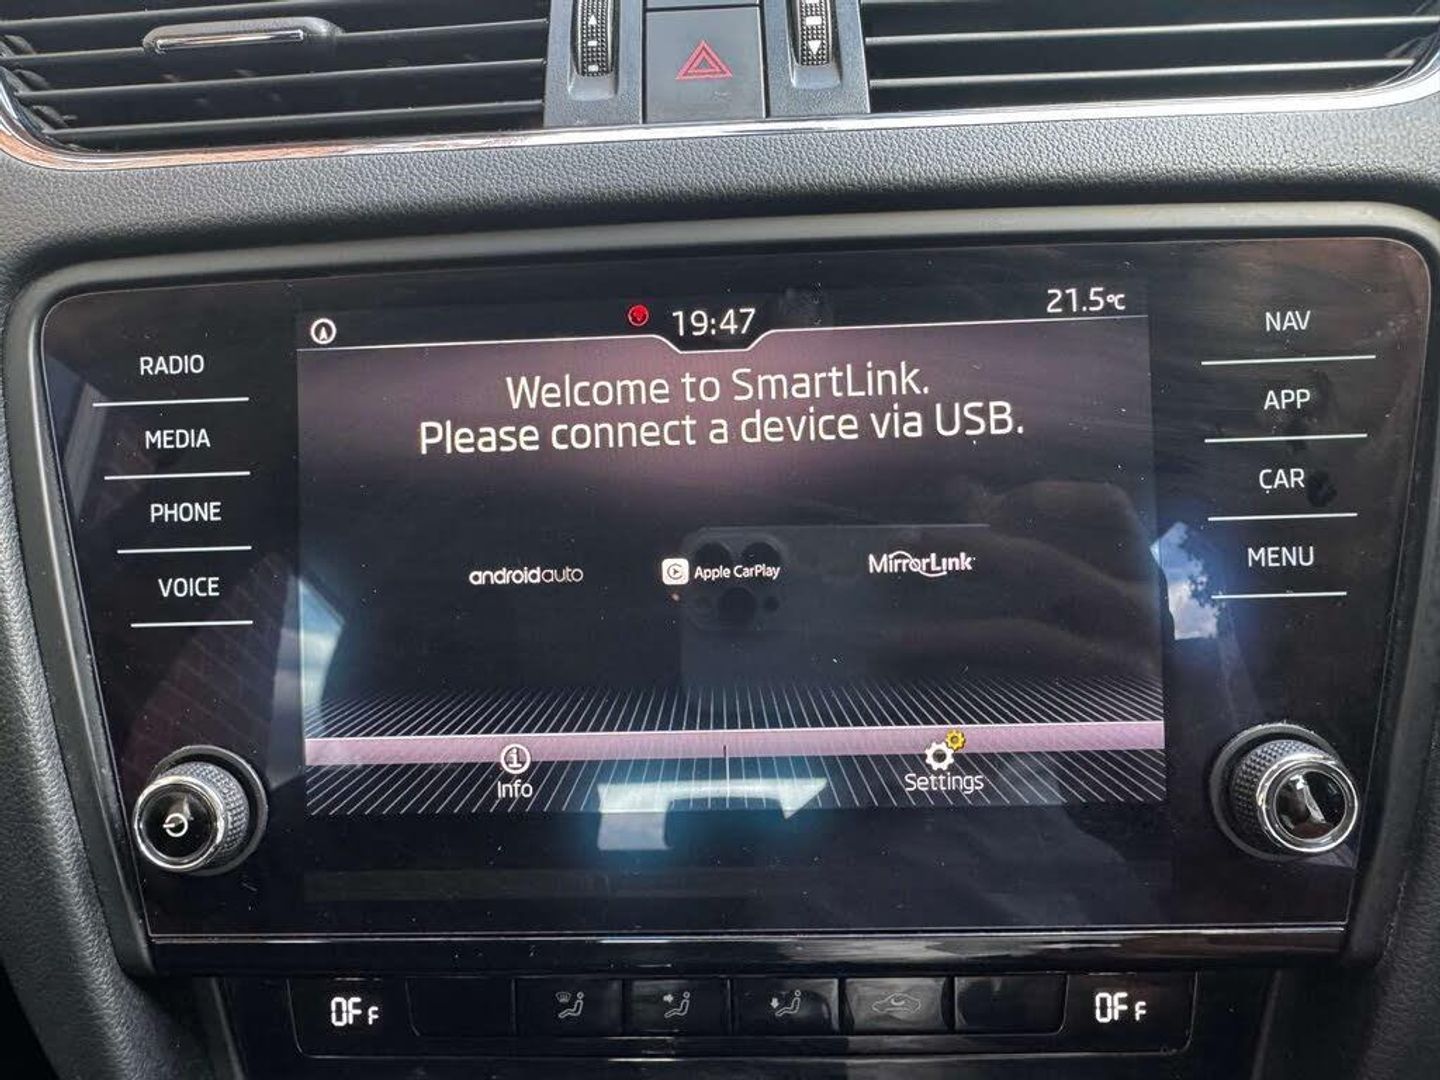 19:47
21.5°C
RADIO
MEDIA
PHONE
VOICE
Welcome to SmartLink.
Please connect a device via USB.
androidauto
Apple CarPlay
MirrorLink
Info
Settings
NAV
APP
CAR
MENU
OFF
OFF